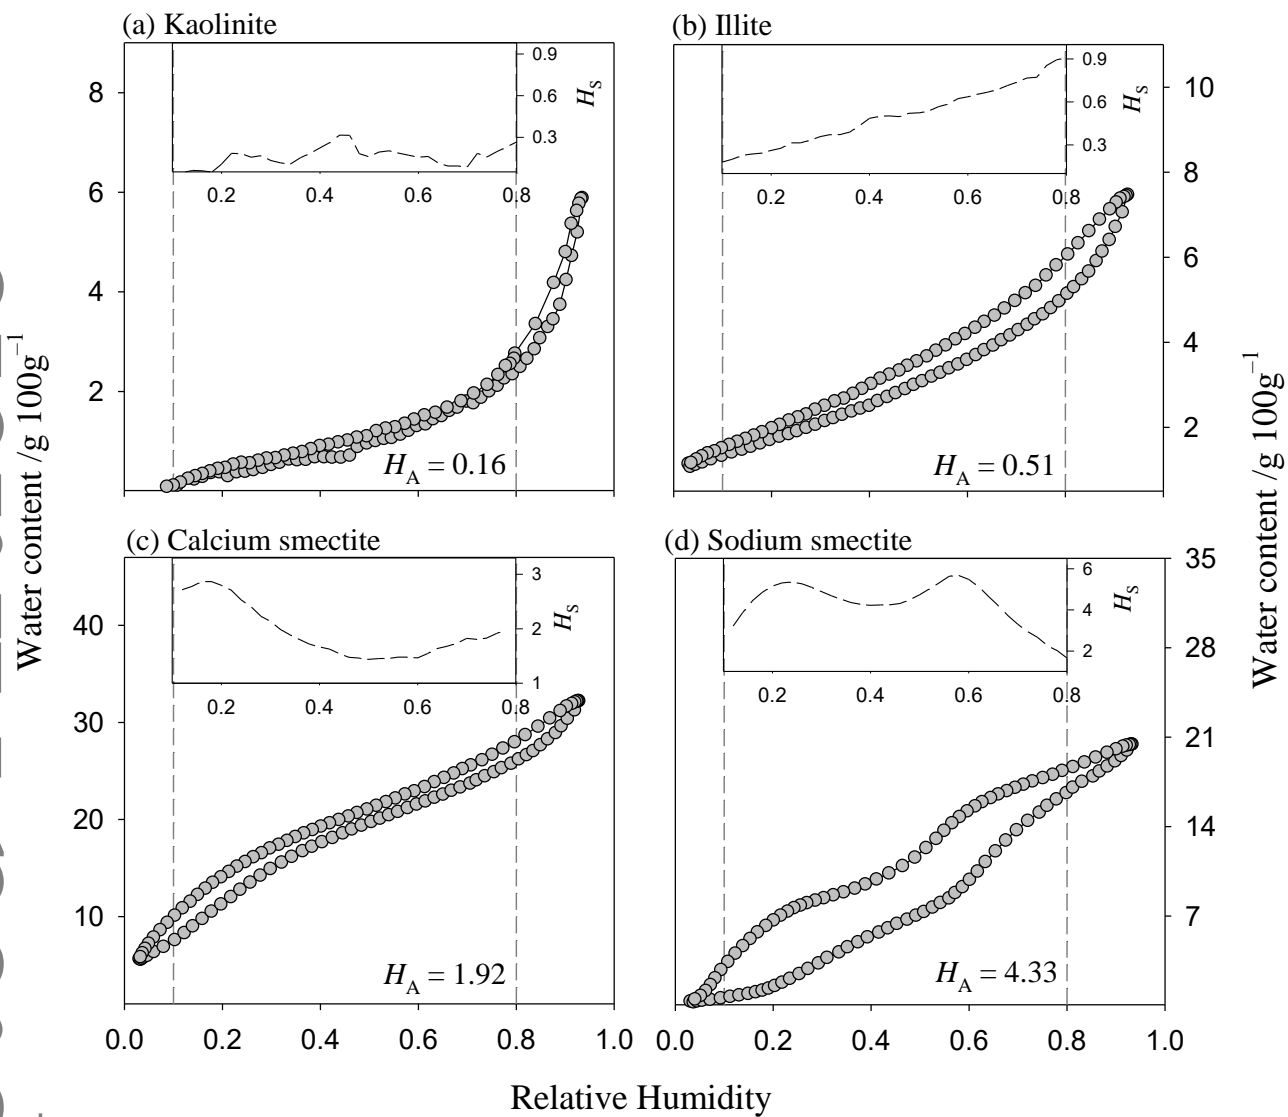 (a) Kaolinite
0.9
0.6
0.3
H_S
0.2 0.4 0.6 0.8
8
6
4
2
H_A = 0.16
(b) Illite
0.9
0.6
0.3
H_S
0.2 0.4 0.6 0.8
10
8
6
4
2
H_A = 0.51
(c) Calcium smectite
3
2
1
H_S
0.2 0.4 0.6 0.8
40
30
20
10
H_A = 1.92
0.0 0.2 0.4 0.6 0.8 1.0
(d) Sodium smectite
6
4
2
H_S
0.2 0.4 0.6 0.8
35
28
21
14
7
H_A = 4.33
0.0 0.2 0.4 0.6 0.8 1.0
Water content /g 100g⁻¹
Water content /g 100g⁻¹
Relative Humidity